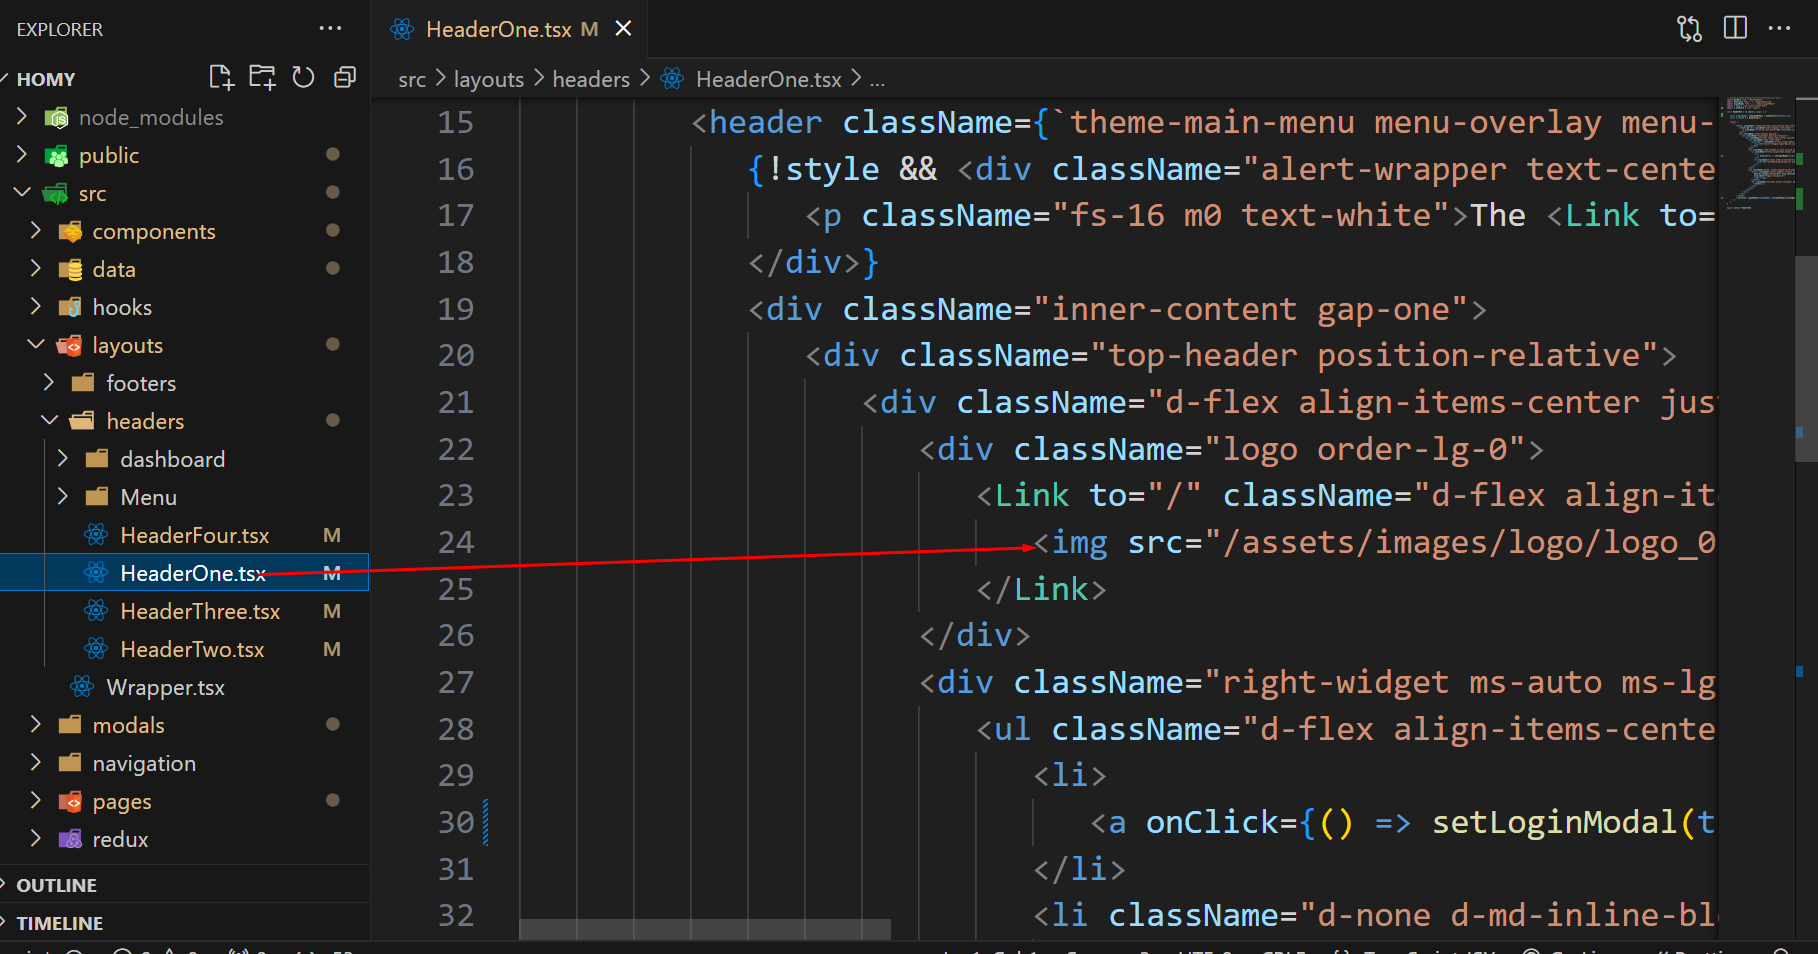 EXPLORER
HOMY
node_modules
public
src
components
data
hooks
layouts
footers
headers
dashboard
Menu
HeaderFour.tsx M
HeaderOne.tsx M
HeaderThree.tsx M
HeaderTwo.tsx M
Wrapper.tsx
modals
navigation
pages
redux
OUTLINE
TIMELINE
HeaderOne.tsx M
src > layouts > headers > HeaderOne.tsx > ...
15 <header className={`theme-main-menu menu-overlay menu-
16 {!style && <div className="alert-wrapper text-cente
17 <p className="fs-16 m0 text-white">The <Link to=
18 </div>}
19 <div className="inner-content gap-one">
20 <div className="top-header position-relative">
21 <div className="d-flex align-items-center jus
22 <div className="logo order-lg-0">
23 <Link to="/" className="d-flex align-it
24 <img src="/assets/images/logo/logo_0
25 </Link>
26 </div>
27 <div className="right-widget ms-auto ms-lg
28 <ul className="d-flex align-items-cente
29 <li>
30 <a onClick={() => setLoginModal(t
31 </li>
32 <li className="d-none d-md-inline-bl